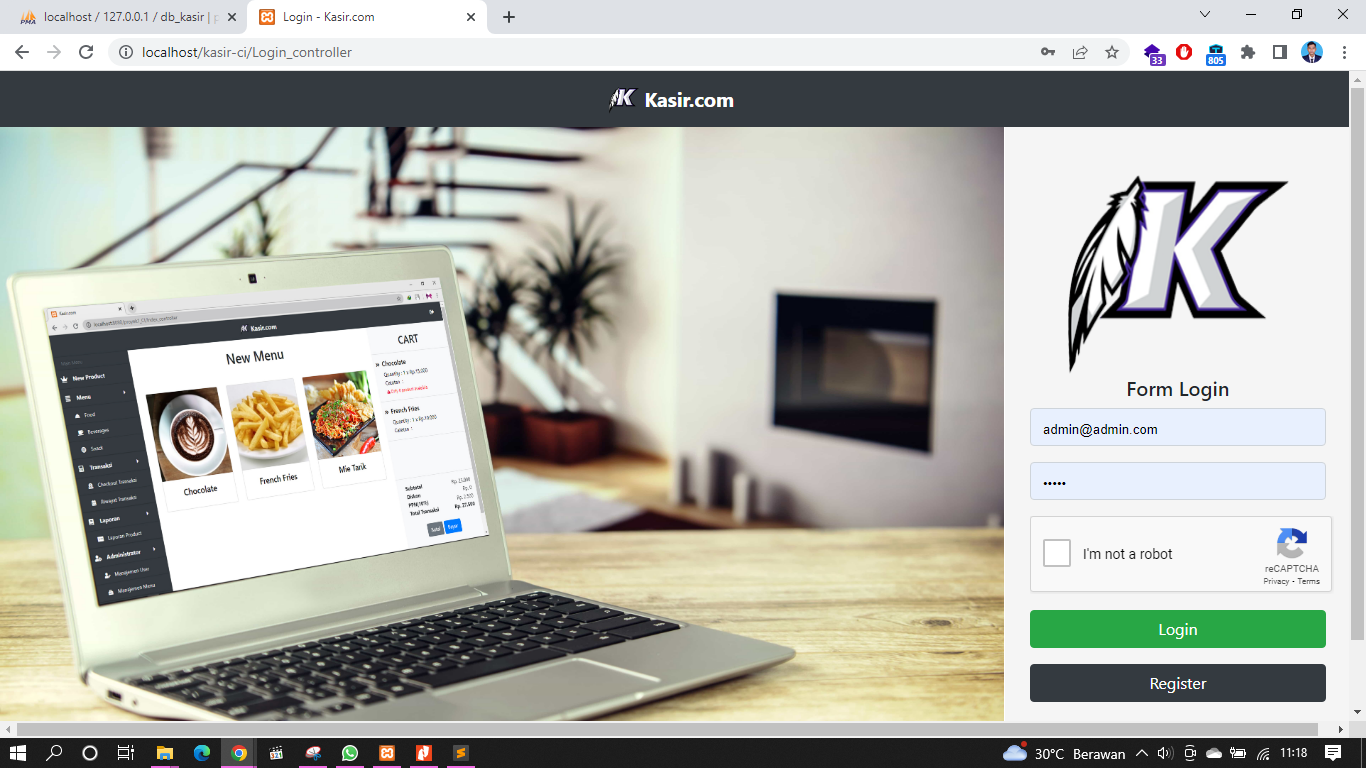 localhost / 127.0.0.1 / db_kasir | p
Login - Kasir.com
localhost/kasir-ci/Login_controller
33
805
K Kasir.com
Kasir.com
Kasir.com
New Product
Menu
Food
Beverages
Snack
Transaksi
Checkout Transaksi
Riwayat Transaksi
Laporan
Laporan Product
Administrator
Manajemen User
Manajemen Menu
New Menu
Chocolate
French Fries
Mie Tarik
CART
Chocolate
French Fries
Subtotal
Diskon
PPN(10%)
Total Transaksi
K
Form Login
admin@admin.com
•••••
I'm not a robot
reCAPTCHA
Privacy - Terms
Login
Register
30°C Berawan
11:18